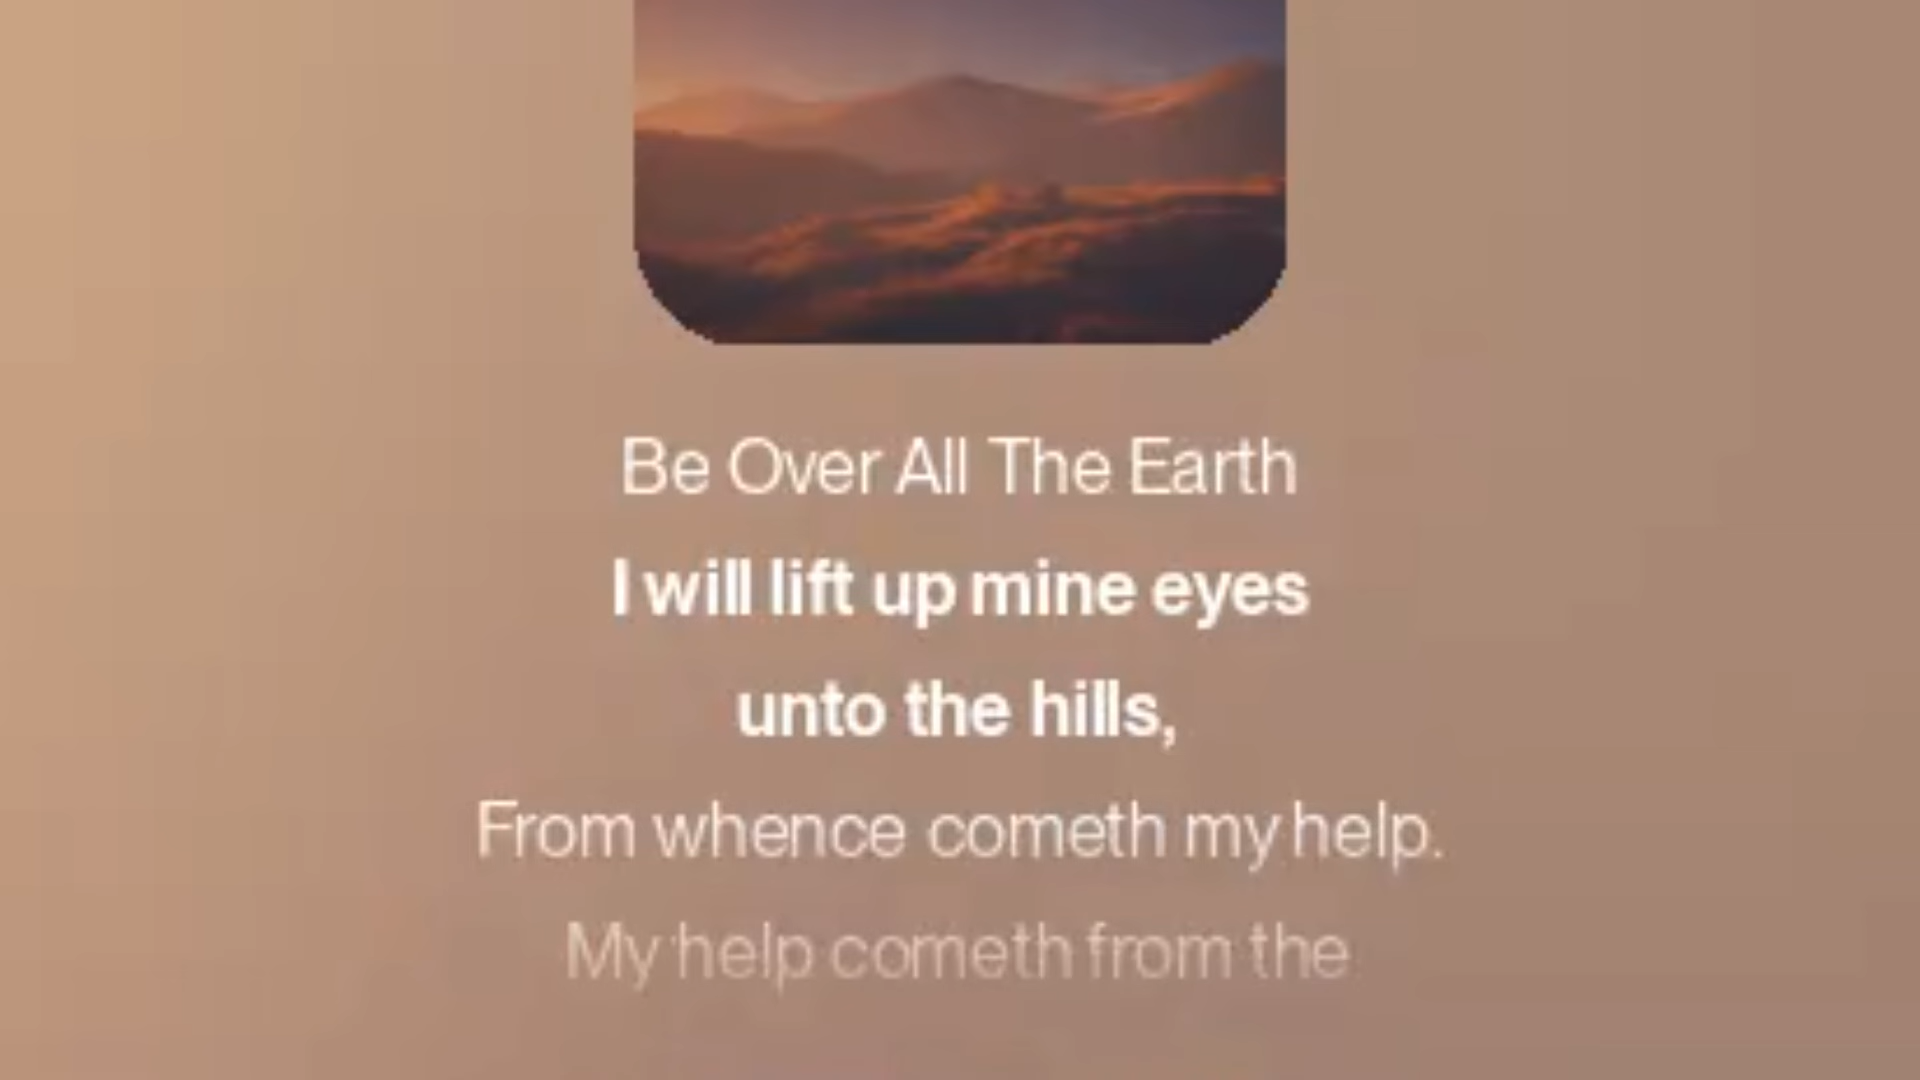 Be Over All The Earth
I will lift up mine eyes
unto the hills,
From whence cometh my help.
My help cometh from the